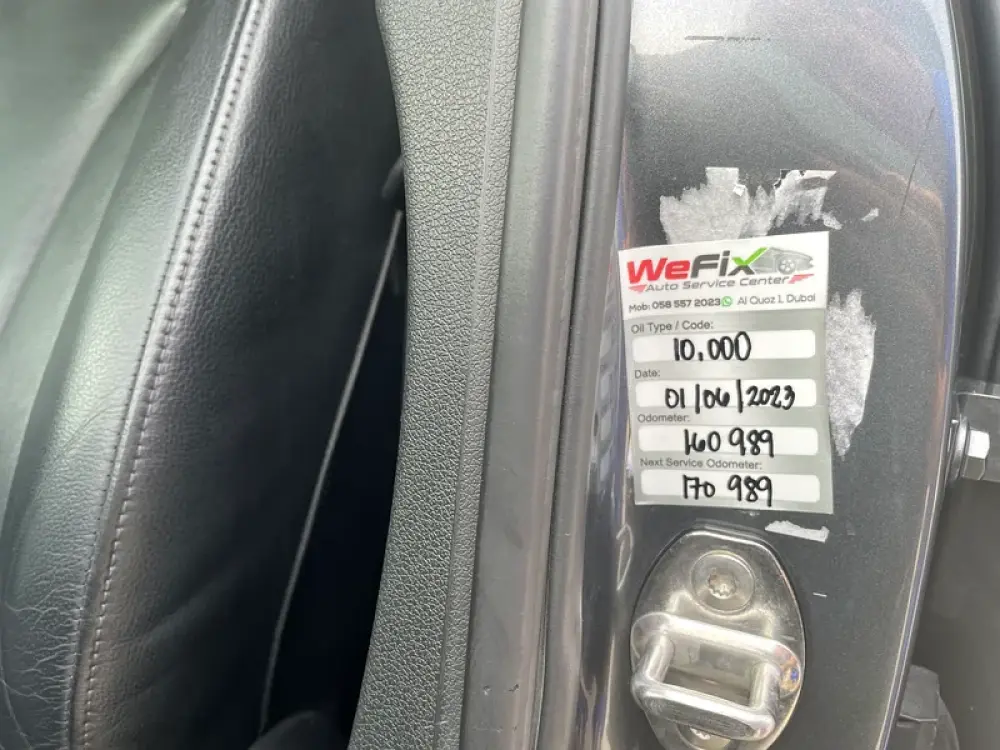 WeFix
Auto Service Center
Mob: 058 557 2023 Al Quoz 1, Dubai
Oil Type / Code:
10,000
Date:
01/06/2023
Odometer:
160 989
Next Service Odometer:
170 989